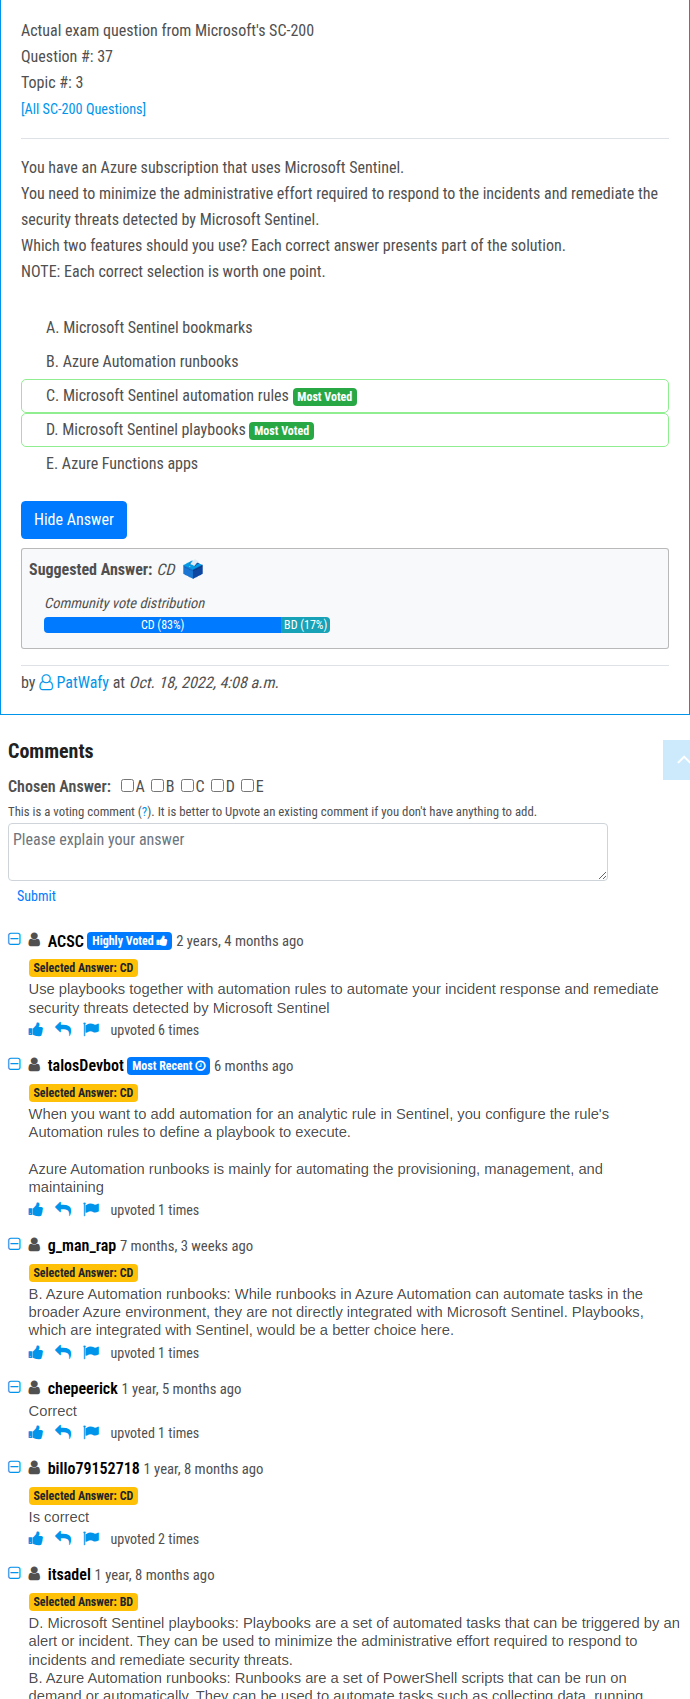 Actual exam question from Microsoft's SC-200
Question #: 37
Topic #: 3
[All SC-200 Questions]
You have an Azure subscription that uses Microsoft Sentinel.
You need to minimize the administrative effort required to respond to the incidents and remediate the
security threats detected by Microsoft Sentinel.
Which two features should you use? Each correct answer presents part of the solution.
NOTE: Each correct selection is worth one point.
A. Microsoft Sentinel bookmarks
B. Azure Automation runbooks
C. Microsoft Sentinel automation rules Most Voted
D. Microsoft Sentinel playbooks Most Voted
E. Azure Functions apps
Hide Answer
Suggested Answer: CD
Community vote distribution
CD (83%) BD (17%)
by PatWafy at Oct. 18, 2022, 4:08 a.m.
Comments
Chosen Answer: A B C D E
This is a voting comment (?). It is better to Upvote an existing comment if you don't have anything to add.
Please explain your answer
Submit
ACSC Highly Voted 2 years, 4 months ago
Selected Answer: CD
Use playbooks together with automation rules to automate your incident response and remediate
security threats detected by Microsoft Sentinel
upvoted 6 times
talosDevbot Most Recent 6 months ago
Selected Answer: CD
When you want to add automation for an analytic rule in Sentinel, you configure the rule's
Automation rules to define a playbook to execute.
Azure Automation runbooks is mainly for automating the provisioning, management, and
maintaining
upvoted 1 times
g_man_rap 7 months, 3 weeks ago
Selected Answer: CD
B. Azure Automation runbooks: While runbooks in Azure Automation can automate tasks in the
broader Azure environment, they are not directly integrated with Microsoft Sentinel. Playbooks,
which are integrated with Sentinel, would be a better choice here.
upvoted 1 times
chepeerick 1 year, 5 months ago
Correct
upvoted 1 times
billo79152718 1 year, 8 months ago
Selected Answer: CD
Is correct
upvoted 2 times
itsadel 1 year, 8 months ago
Selected Answer: BD
D. Microsoft Sentinel playbooks: Playbooks are a set of automated tasks that can be triggered by an
alert or incident. They can be used to minimize the administrative effort required to respond to
incidents and remediate security threats.
B. Azure Automation runbooks: Runbooks are a set of PowerShell scripts that can be run on
demand or automatically. They can be used to automate tasks such as collecting data, running